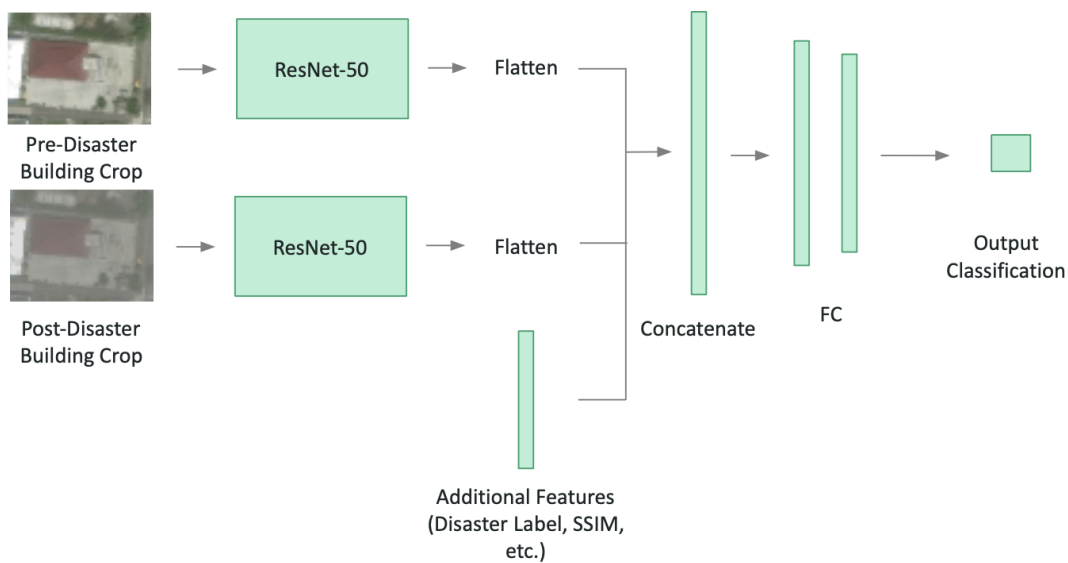 ResNet-50
Flatten
Pre-Disaster
Building Crop
ResNet-50
Flatten
Post-Disaster
Building Crop
Concatenate
FC
Output
Classification
Additional Features
(Disaster Label, SSIM,
etc.)